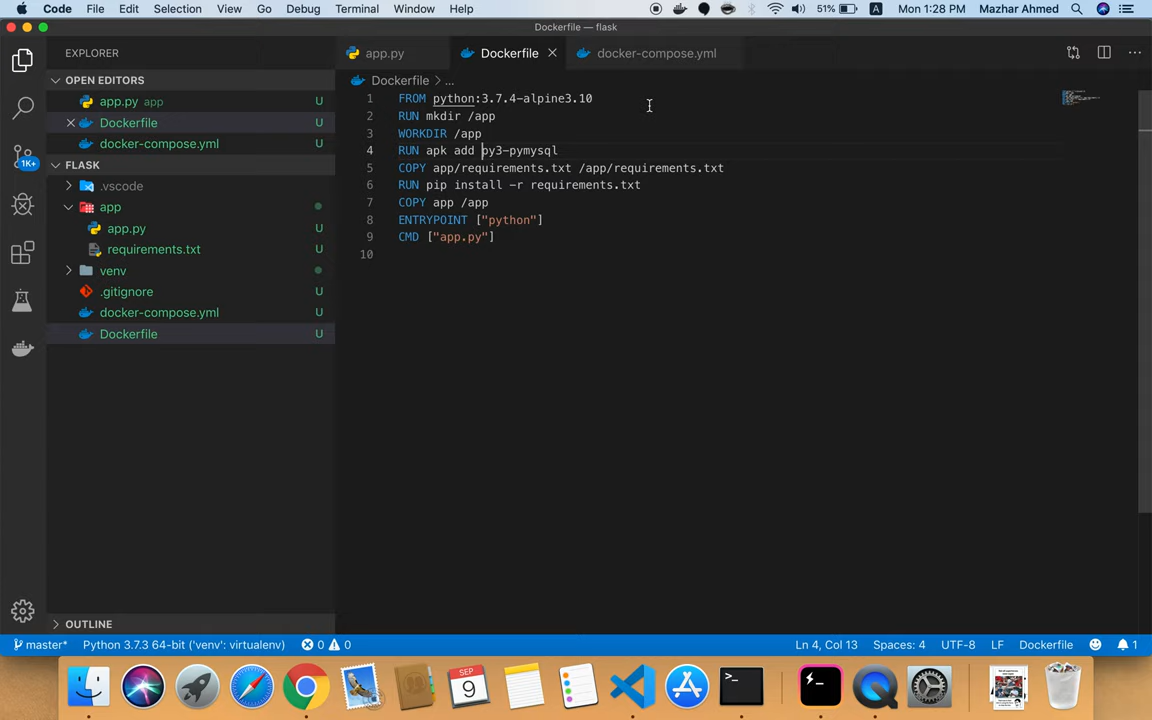 Code File Edit Selection View Go Debug Terminal Window Help 51% A Mon 1:28 PM Mazhar Ahmed
Dockerfile — flask
EXPLORER
app.py Dockerfile docker-compose.yml
OPEN EDITORS
app.py app U
Dockerfile U
docker-compose.yml U
FLASK
.vscode
app
app.py U
requirements.txt U
venv
.gitignore U
docker-compose.yml U
Dockerfile U
1K+
OUTLINE
Dockerfile > ...
1 FROM python:3.7.4-alpine3.10
2 RUN mkdir /app
3 WORKDIR /app
4 RUN apk add py3-pymysql
5 COPY app/requirements.txt /app/requirements.txt
6 RUN pip install -r requirements.txt
7 COPY app /app
8 ENTRYPOINT ["python"]
9 CMD ["app.py"]
10
master* Python 3.7.3 64-bit ('venv': virtualenv) 0 0 Ln 4, Col 13 Spaces: 4 UTF-8 LF Dockerfile 1
SEP
9